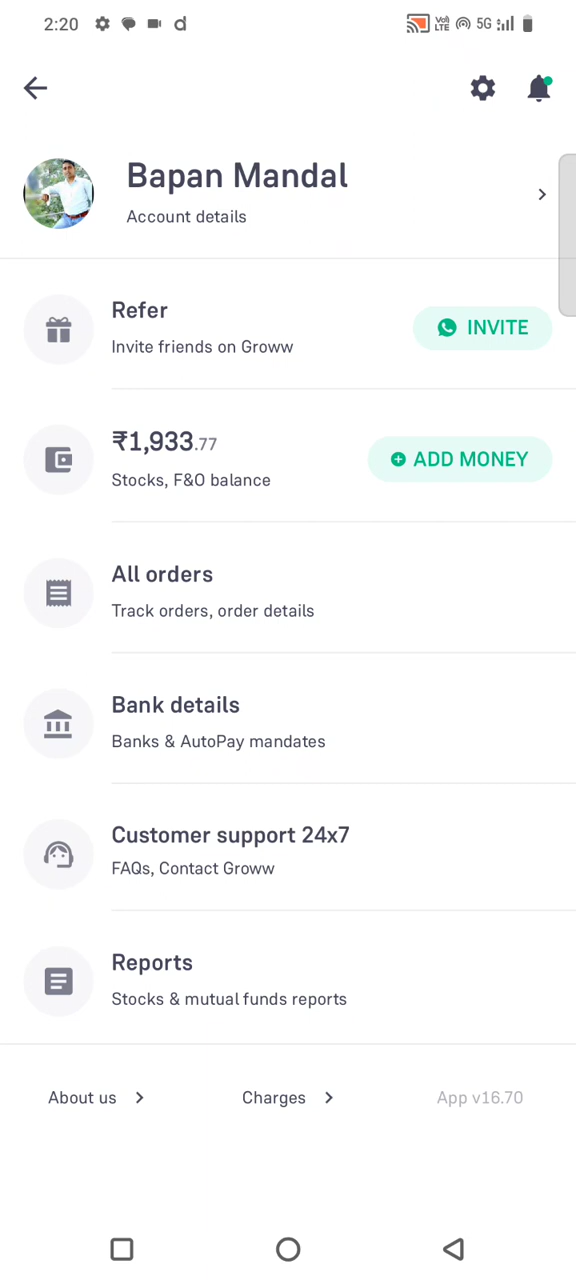 2:20 d Vo) LTE 5G
Bapan Mandal
Account details
Refer
Invite friends on Groww
INVITE
₹1,933.77
Stocks, F&O balance
ADD MONEY
All orders
Track orders, order details
Bank details
Banks & AutoPay mandates
Customer support 24x7
FAQs, Contact Groww
Reports
Stocks & mutual funds reports
About us Charges App v16.70